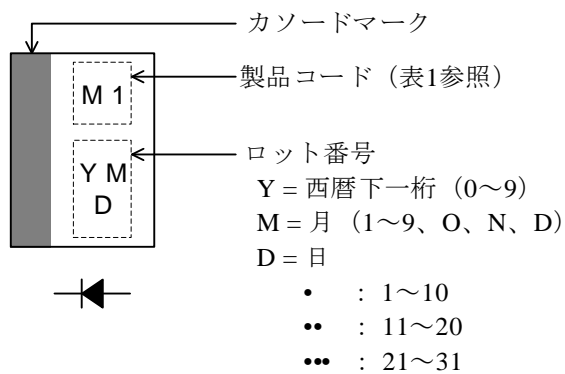 カソードマーク
製品コード（表1参照）
M 1
ロット番号
Y M
D
Y = 西暦下一桁（0～9）
M = 月（1～9、O、N、D）
D = 日
• : 1～10
•• : 11～20
••• : 21～31